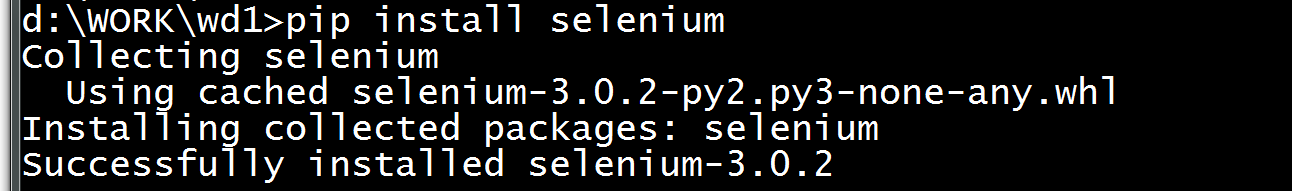 d:\WORK\wd1>pip install selenium
Collecting selenium
  Using cached selenium-3.0.2-py2.py3-none-any.whl
Installing collected packages: selenium
Successfully installed selenium-3.0.2